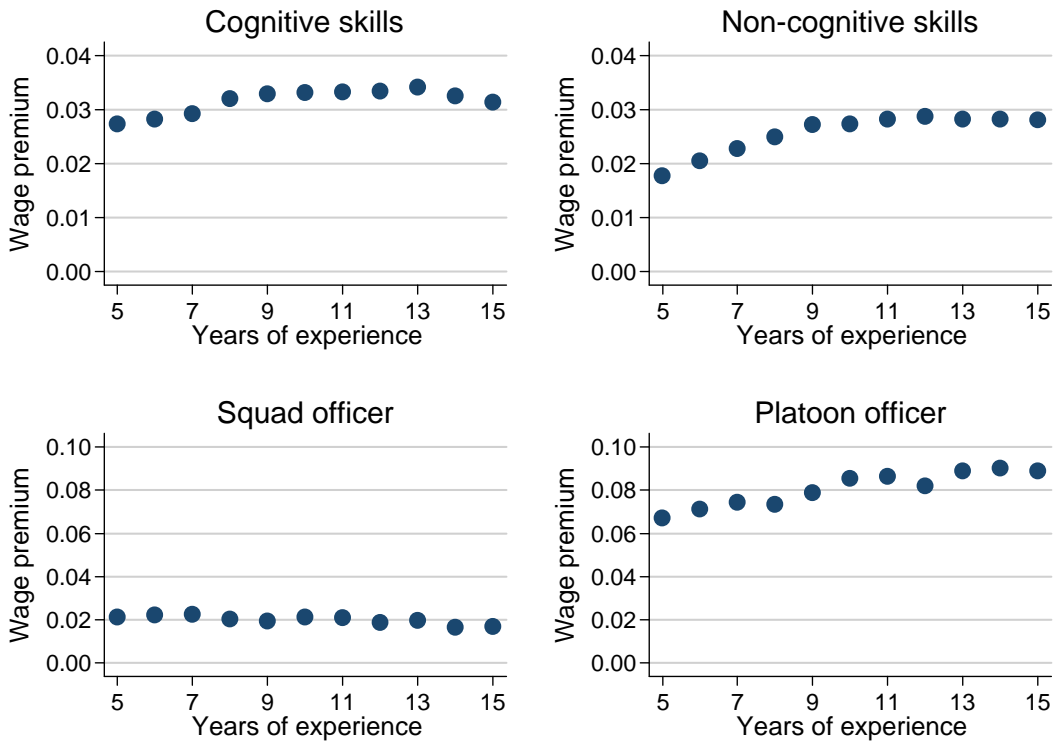 Cognitive skills
Wage premium
0.04
0.03
0.02
0.01
0.00
5 7 9 11 13 15
Years of experience
Non-cognitive skills
Wage premium
0.04
0.03
0.02
0.01
0.00
5 7 9 11 13 15
Years of experience
Squad officer
Wage premium
0.10
0.08
0.06
0.04
0.02
0.00
5 7 9 11 13 15
Years of experience
Platoon officer
Wage premium
0.10
0.08
0.06
0.04
0.02
0.00
5 7 9 11 13 15
Years of experience